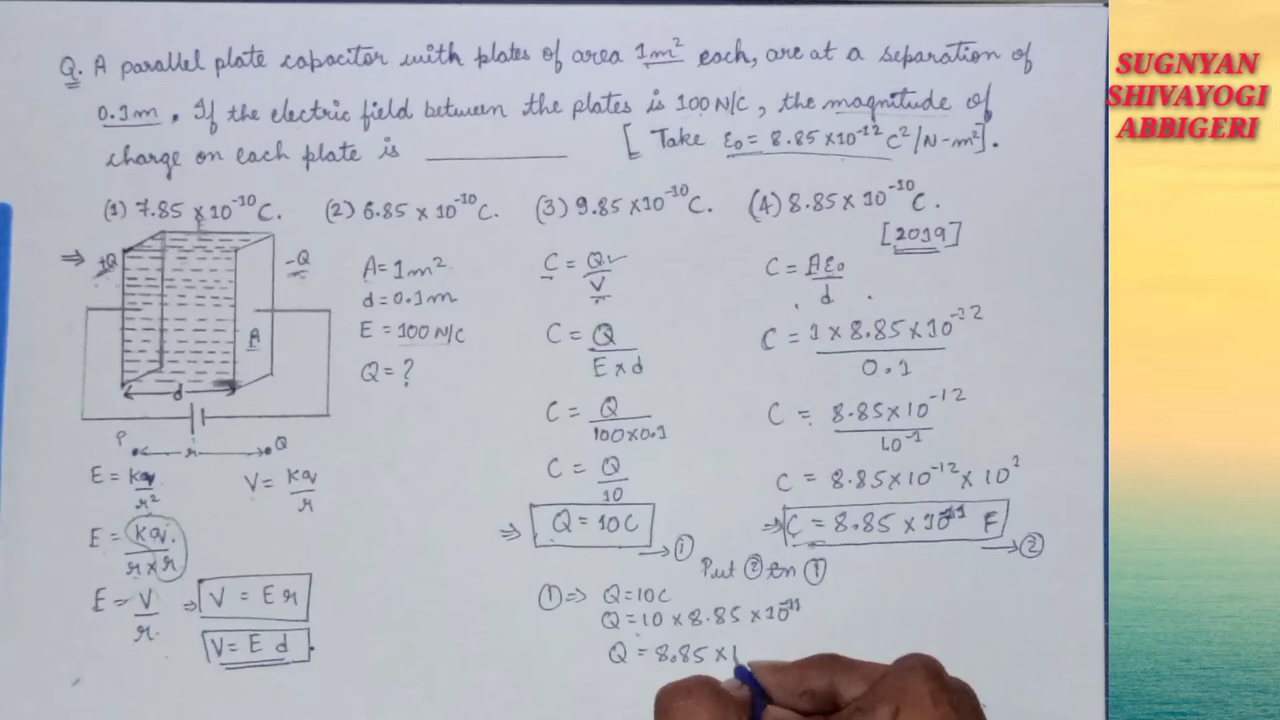 Q. A parallel plate capacitor with plates of area 1m² each, are at a separation of
0.1m. If the electric field between the plates is 100 N/C, the magnitude of
charge on each plate is __________ [Take ε₀ = 8.85 × 10⁻¹² C²/N-m²].
(1) 7.85 × 10⁻¹⁰ C. (2) 6.85 × 10⁻¹⁰ C. (3) 9.85 × 10⁻¹⁰ C. (4) 8.85 × 10⁻¹⁰ C.
[2019]
⇒ +Q -Q
A
d
P r Q
E = kq/r² V = kq/r
E = kq/r×r
E = V/r ⇒ V = Er
V = E d
A = 1m²
d = 0.1m
E = 100 N/C
Q = ?
C = Q/V
C = Q/E×d
C = Q/100×0.1
C = Q/10
⇒ Q = 10C → ①
C = Aε₀/d
C = 1 × 8.85 × 10⁻¹²/0.1
C = 8.85 × 10⁻¹²/10⁻¹
C = 8.85 × 10⁻¹² × 10²
⇒ C = 8.85 × 10⁻¹¹ F → ②
Put ② in ①
① ⇒ Q = 10C
Q = 10 × 8.85 × 10⁻¹¹
Q = 8.85 × 1
SUGNYAN
SHIVAYOGI
ABBIGERI